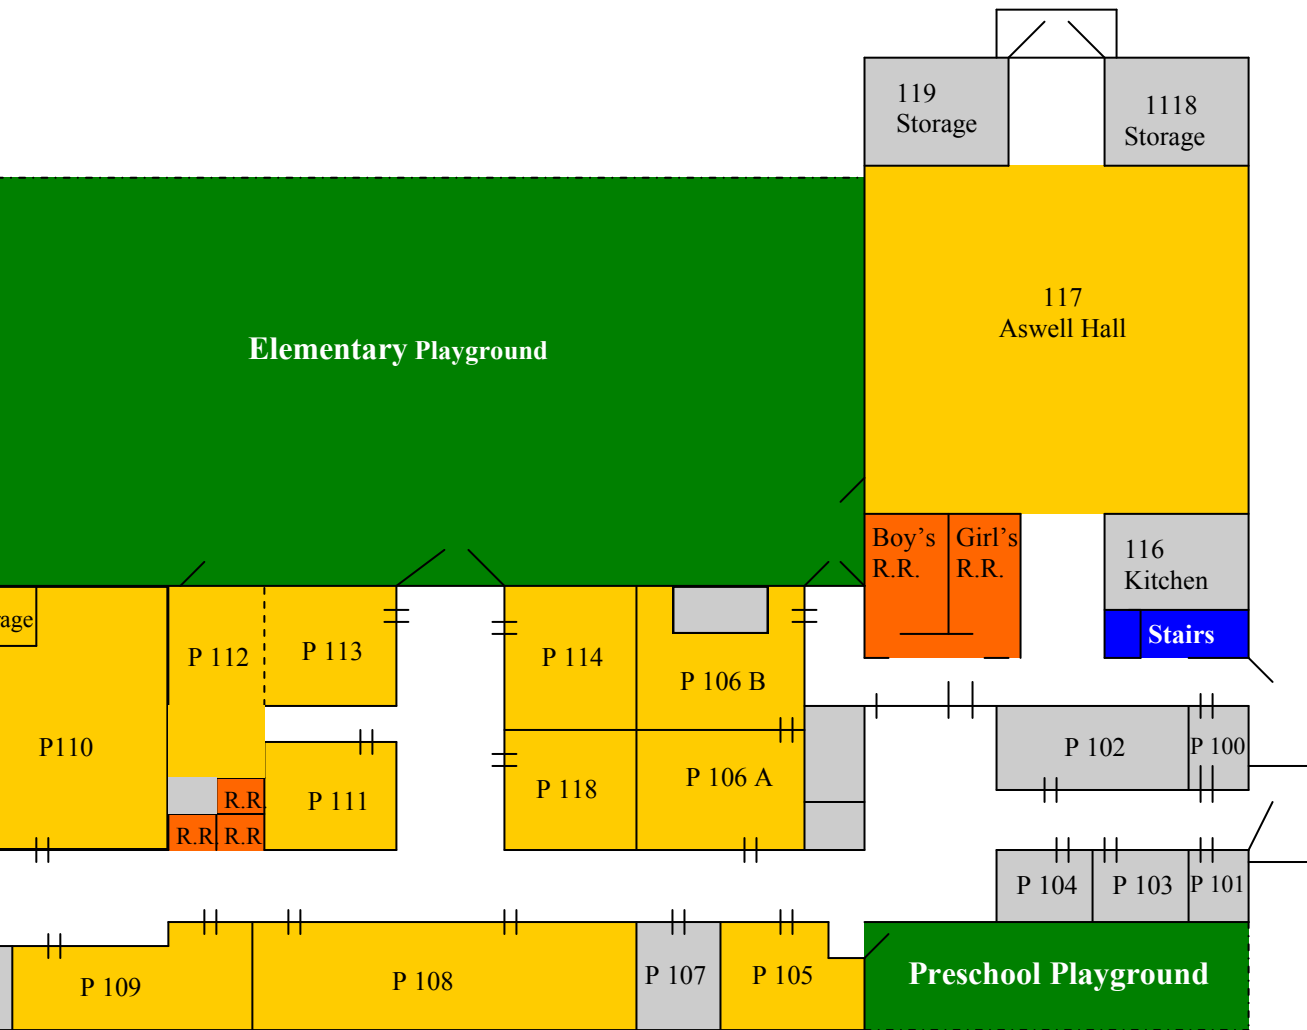 119
Storage
1118
Storage
117
Aswell Hall
Elementary Playground
Boy's
R.R.
Girl's
R.R.
116
Kitchen
Stairs
rage
P 112
P 113
P 114
P 106 B
P110
P 102
P 100
R.R.
P 111
P 118
P 106 A
R.R.
R.R
P 104
P 103
P 101
P 109
P 108
P 107
P 105
Preschool Playground